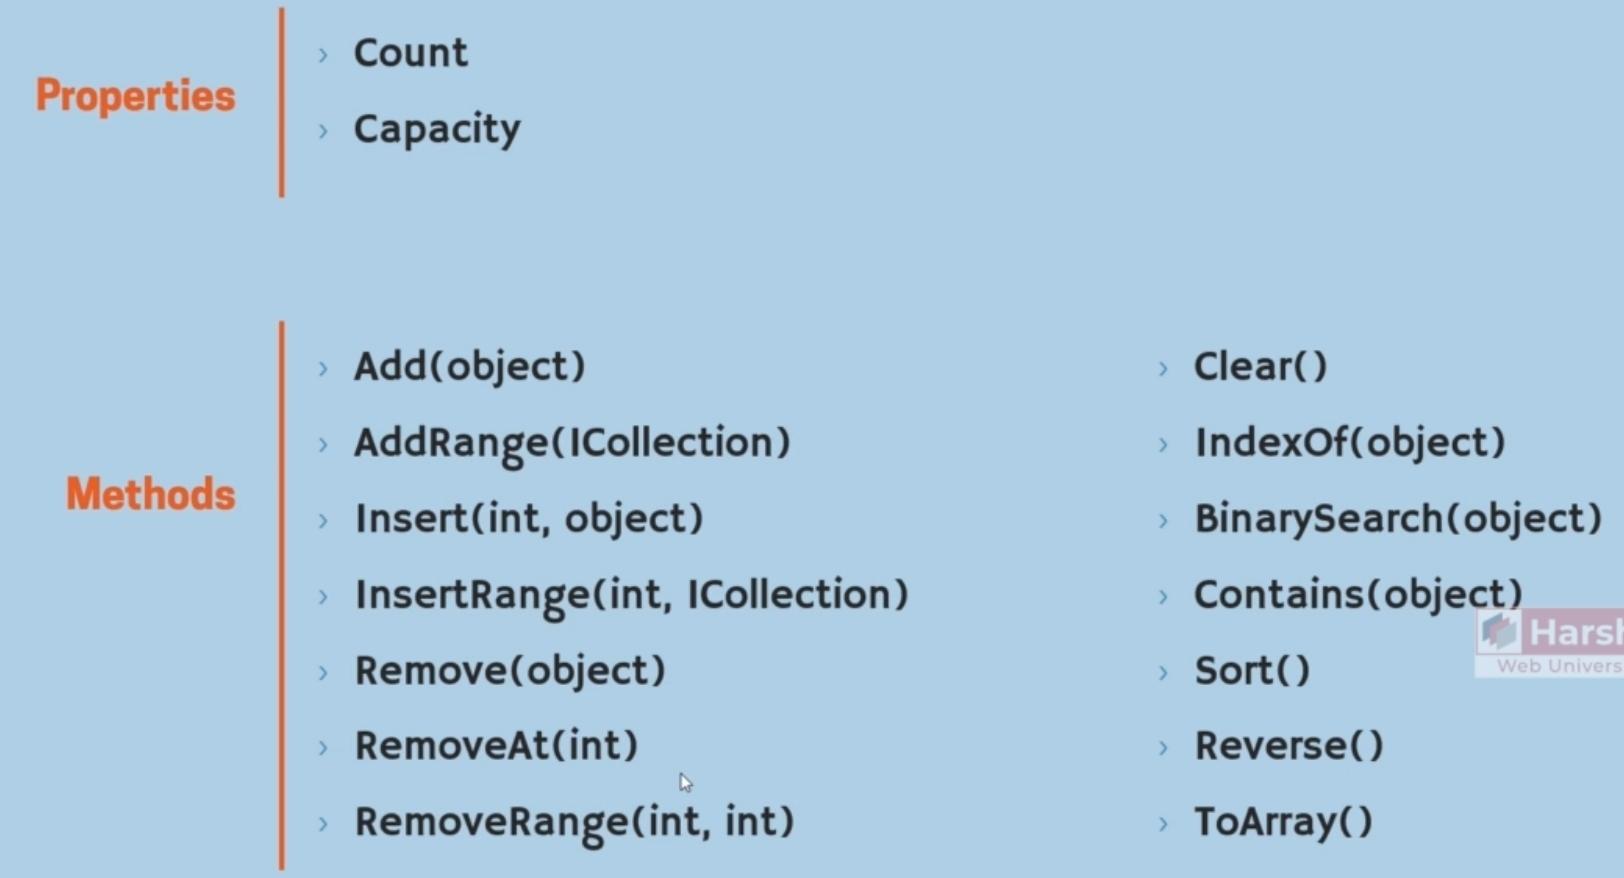 Properties
Count
Capacity
Methods
Add(object)
AddRange(ICollection)
Insert(int, object)
InsertRange(int, ICollection)
Remove(object)
RemoveAt(int)
RemoveRange(int, int)
Clear()
IndexOf(object)
BinarySearch(object)
Contains(object)
Sort()
Reverse()
ToArray()
Harsh
Web Univers